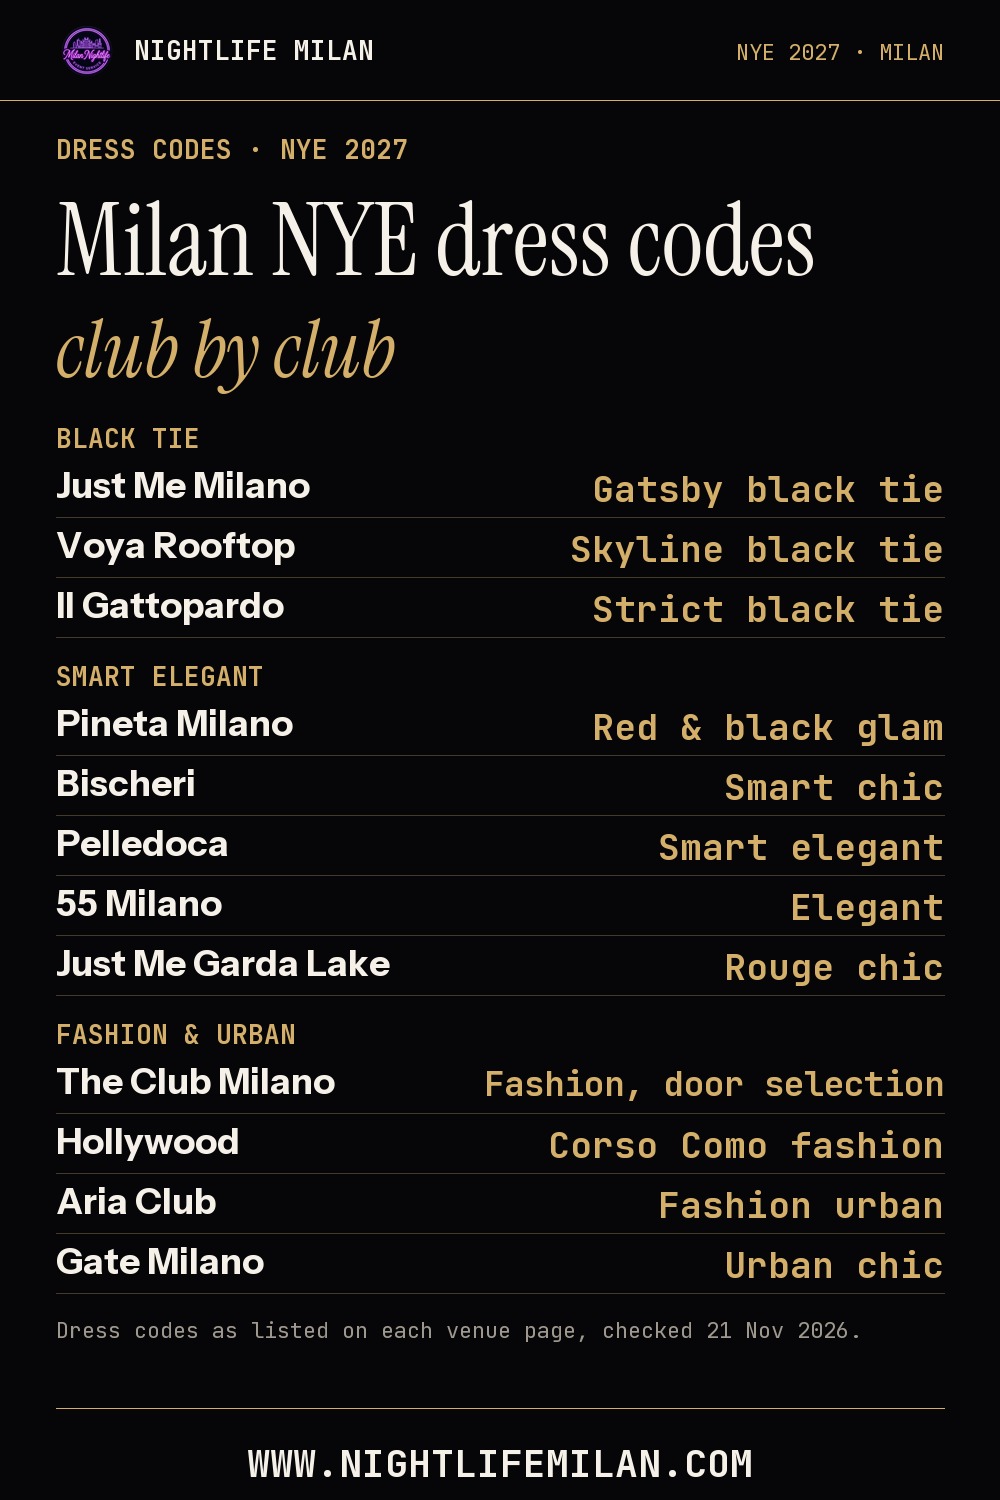 Milan Nightlife
NIGHTLIFE MILAN
NYE 2027 · MILAN
DRESS CODES · NYE 2027
Milan NYE dress codes
club by club
BLACK TIE
Just Me Milano Gatsby black tie
Voya Rooftop Skyline black tie
Il Gattopardo Strict black tie
SMART ELEGANT
Pineta Milano Red & black glam
Bischeri Smart chic
Pelledoca Smart elegant
55 Milano Elegant
Just Me Garda Lake Rouge chic
FASHION & URBAN
The Club Milano Fashion, door selection
Hollywood Corso Como fashion
Aria Club Fashion urban
Gate Milano Urban chic
Dress codes as listed on each venue page, checked 21 Nov 2026.
WWW.NIGHTLIFEMILAN.COM